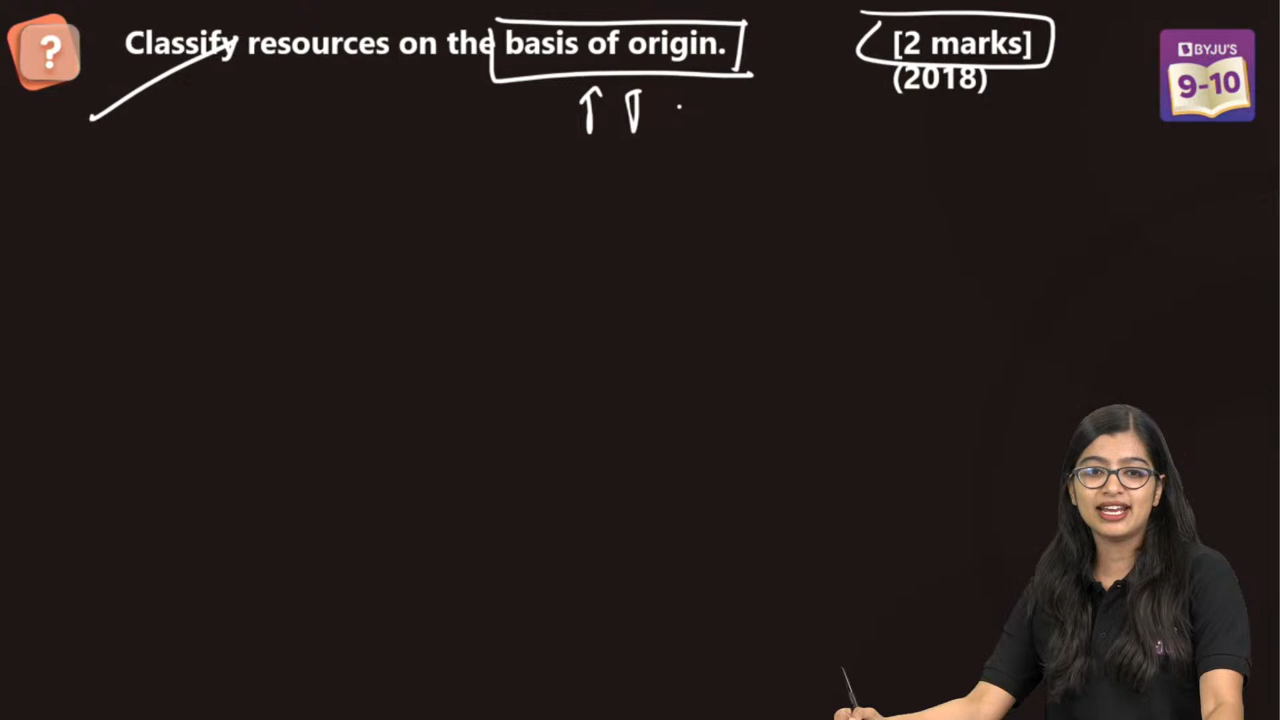 Classify resources on the basis of origin.
[2 marks]
(2018)
BYJU'S
9-10
?